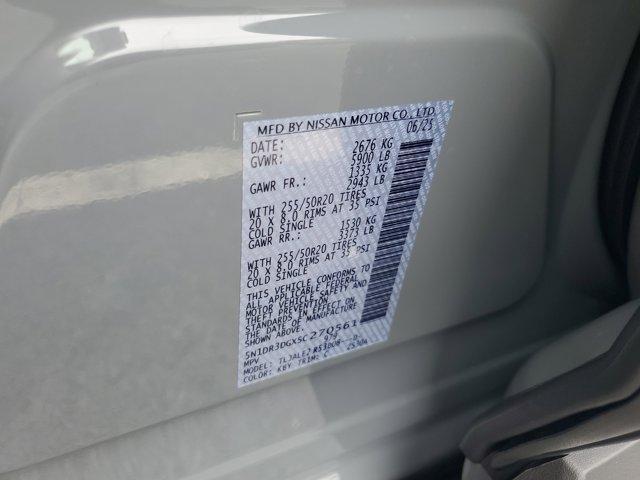 MFD BY NISSAN MOTOR CO., LTD.
DATE: 06/25
GVWR: 2676 KG
5900 LB
GAWR FR.: 1335 KG
2943 LB
WITH 255/50R20 TIRES
20 X 8.0 RIMS AT 35 PSI
COLD SINGLE
GAWR RR.: 1530 KG
3373 LB
WITH 255/50R20 TIRES
20 X 8.0 RIMS AT 35 PSI
COLD SINGLE
THIS VEHICLE CONFORMS TO
ALL APPLICABLE FEDERAL
MOTOR VEHICLE SAFETY AND
THEFT PREVENTION
STANDARDS IN EFFECT ON
THE DATE OF MANUFACTURE
5N1DR3DGX5C270561
MPV 979
MODEL:
COLOR: KBY TRIM: C